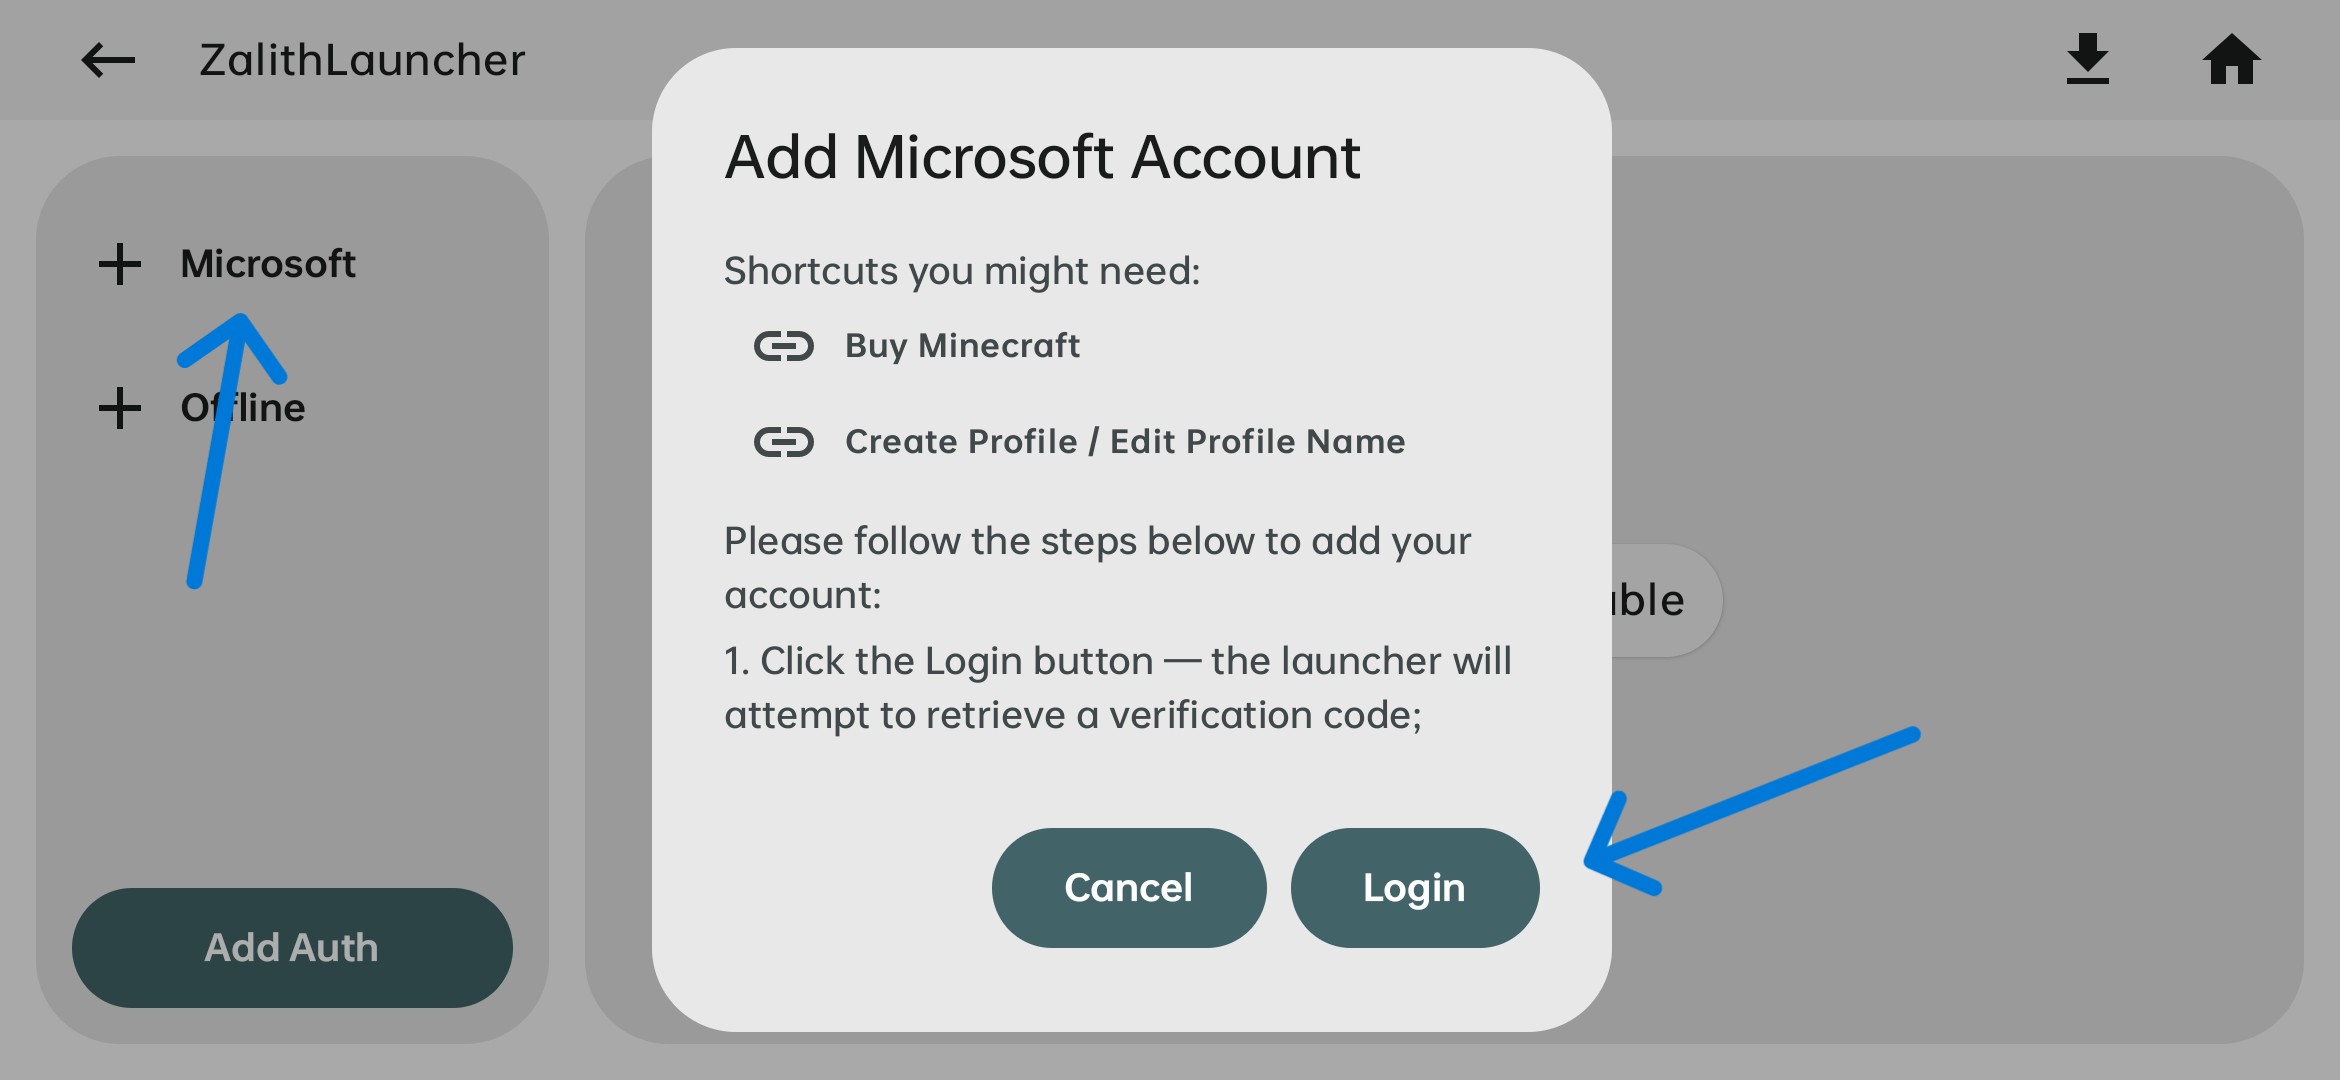 ZalithLauncher
Microsoft
Offline
Add Auth
Add Microsoft Account
Shortcuts you might need:
Buy Minecraft
Create Profile / Edit Profile Name
Please follow the steps below to add your
account:
1. Click the Login button — the launcher will
attempt to retrieve a verification code;
Cancel
Login